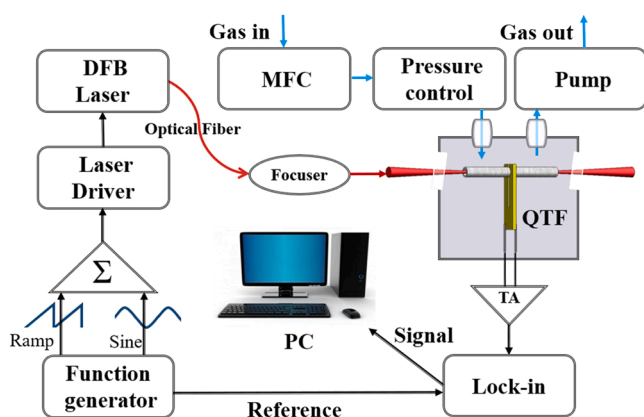 Gas in
Gas out
DFB
Laser
MFC
Pressure
control
Pump
Optical Fiber
Laser
Driver
Focuser
QTF
Σ
TA
Ramp
Sine
PC
Signal
Function
generator
Lock-in
Reference